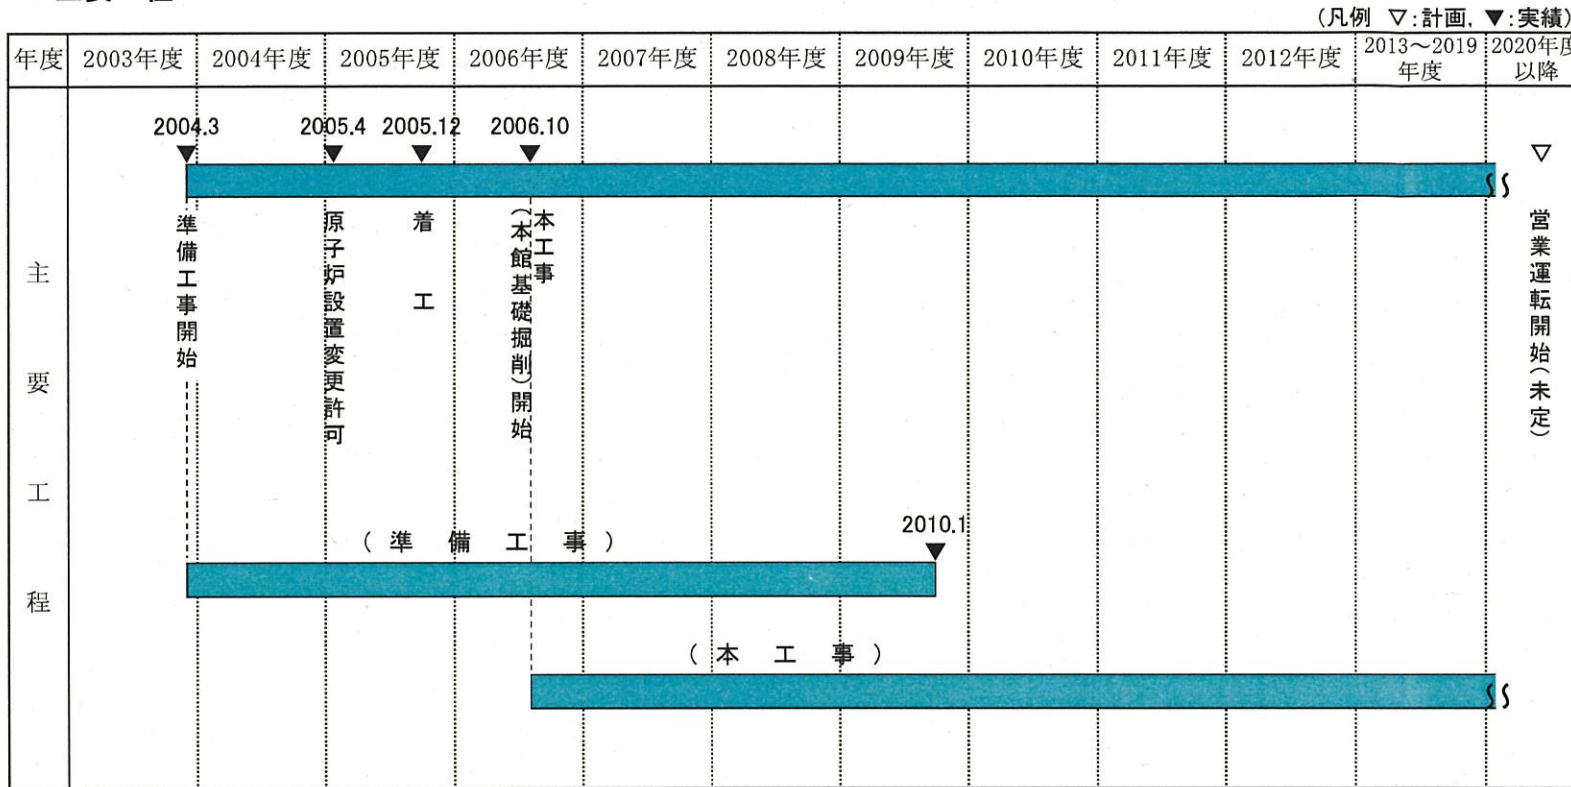 (凡例 ▽:計画, ▼:実績)
年度 2003年度 2004年度 2005年度 2006年度 2007年度 2008年度 2009年度 2010年度 2011年度 2012年度 2013～2019年度 2020年度以降
主要工程
2004.3 2005.4 2005.12 2006.10
▼ ▼ ▼ ▼ ▽
準備工事開始
原子炉設置変更許可
着工
本工事
(本館基礎掘削)開始
営業運転開始(未定)
2010.1
▼
(準備工事)
(本工事)